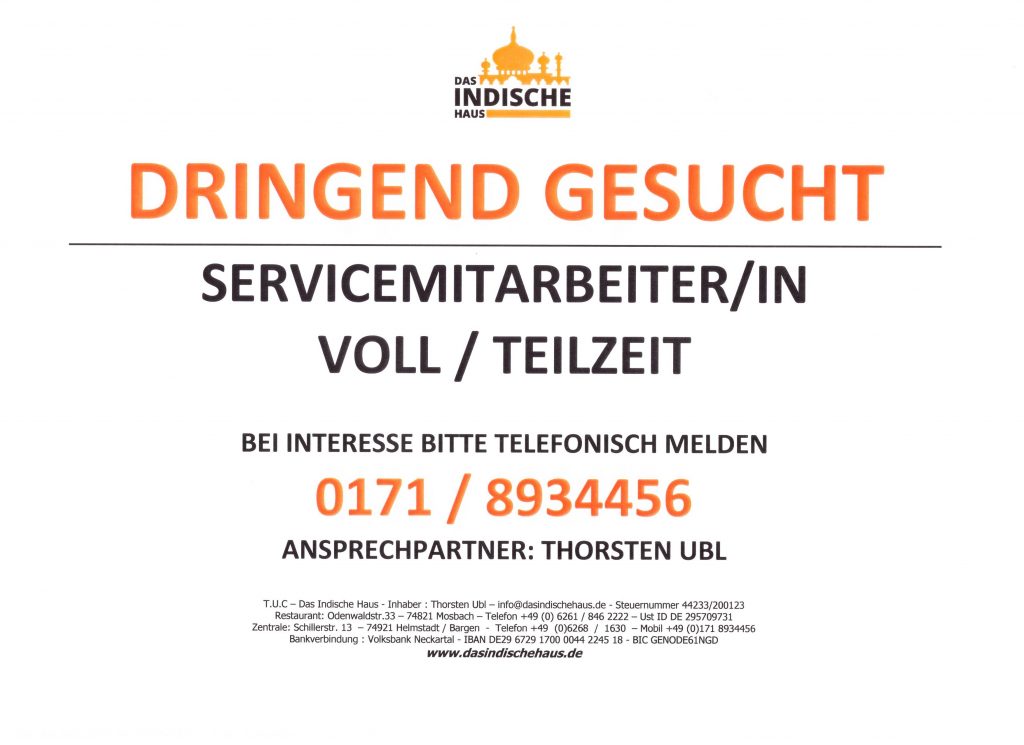 DAS
INDISCHE
HAUS
DRINGEND GESUCHT
SERVICEMITARBEITER/IN
VOLL / TEILZEIT
BEI INTERESSE BITTE TELEFONISCH MELDEN
0171 / 8934456
ANSPRECHPARTNER: THORSTEN UBL
T.U.C – Das Indische Haus - Inhaber : Thorsten Ubl – info@dasindischehaus.de - Steuernummer 44233/200123
Restaurant: Odenwaldstr.33 – 74821 Mosbach – Telefon +49 (0) 6261 / 846 2222 – Ust ID DE 295709731
Zentrale: Schillerstr. 13 – 74921 Helmstadt / Bargen - Telefon +49 (0)6268 / 1630 – Mobil +49 (0)171 8934456
Bankverbindung : Volksbank Neckartal - IBAN DE29 6729 1700 0044 2245 18 - BIC GENODE61NGD
www.dasindischehaus.de